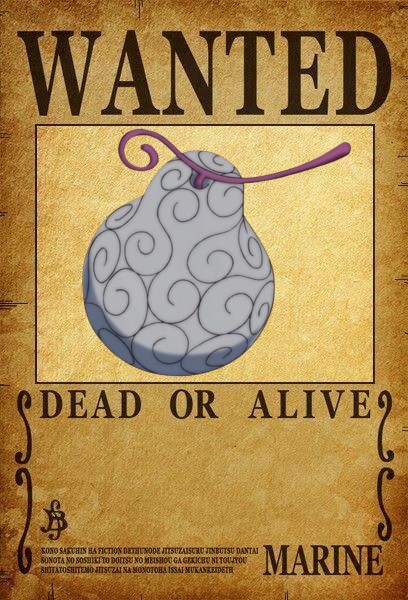 WANTED
DEAD OR ALIVE
KONO SAKUHIN HA FICTION DETHUNODE JITSUZAISURU JINBUTSU DANTAI
SONOTA NO SOSHIKI TO DOITSU NO MEISHOU GA GEKICHU NI TOUJYOU
SHITATOSHITEMO JITSUZAI NA MONOTOHA ISSAI MUKANKEIDETH
MARINE